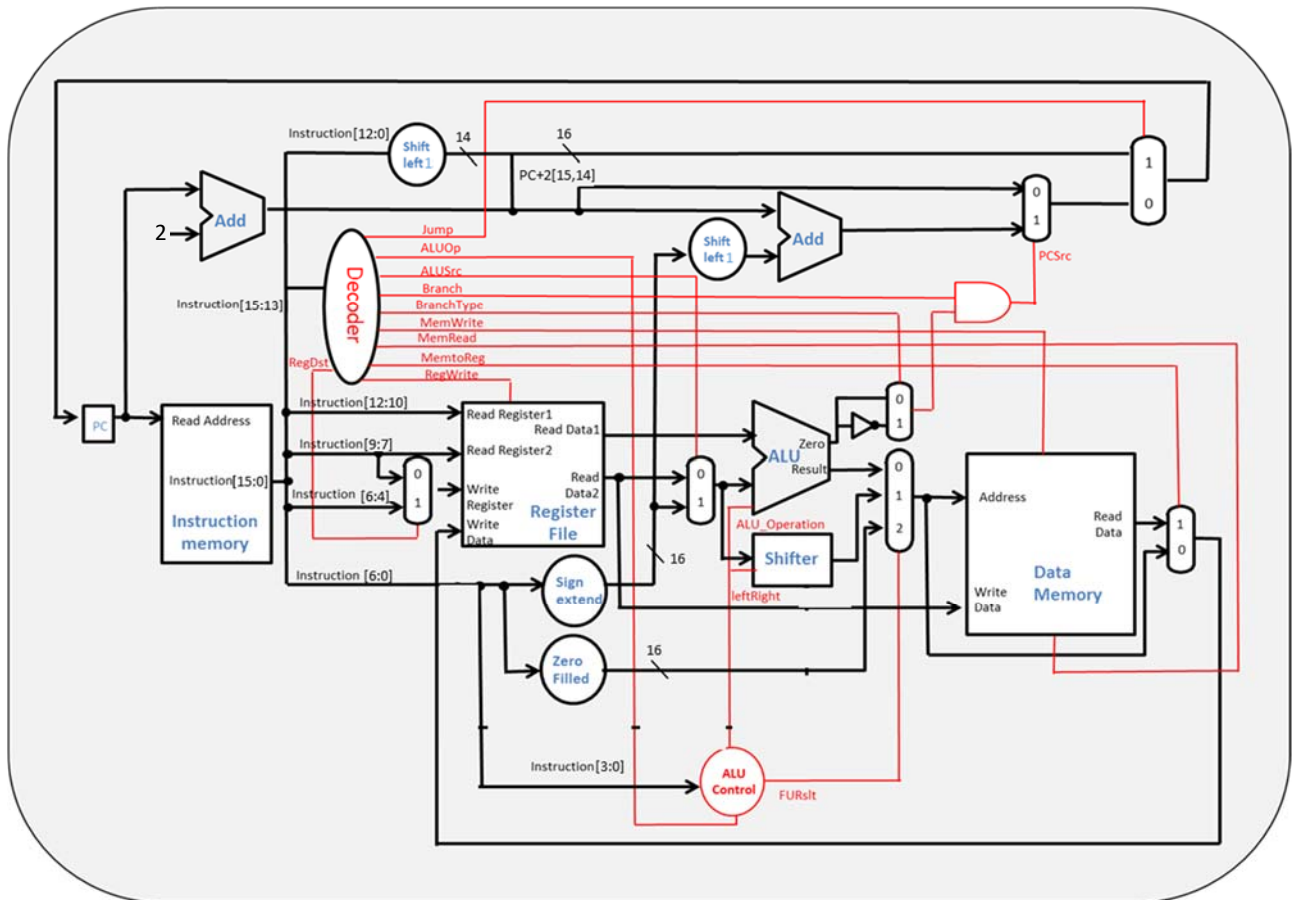 Instruction[12:0]
Shift
left1
14
16
PC+2[15,14]
1
0
0
1
Add
2
Shift
left1
Add
PCSrc
Jump
ALUOp
ALUSrc
Branch
BranchType
MemWrite
MemRead
MemtoReg
RegWrite
Decoder
Instruction[15:13]
RegDst
PC
Read Address
Instruction[15:0]
Instruction
memory
Instruction[12:10]
Instruction[9:7]
Instruction [6:4]
0
1
Read Register1
Read Data1
Read Register2
Read
Data2
Write
Register
Register
File
Write
Data
0
1
ALU
Zero
Result
0
1
0
1
2
ALU_Operation
Shifter
leftRight
Address
Read
Data
Data
Memory
Write
Data
1
0
Instruction [6:0]
Sign
extend
16
Zero
Filled
16
Instruction[3:0]
ALU
Control
FURslt